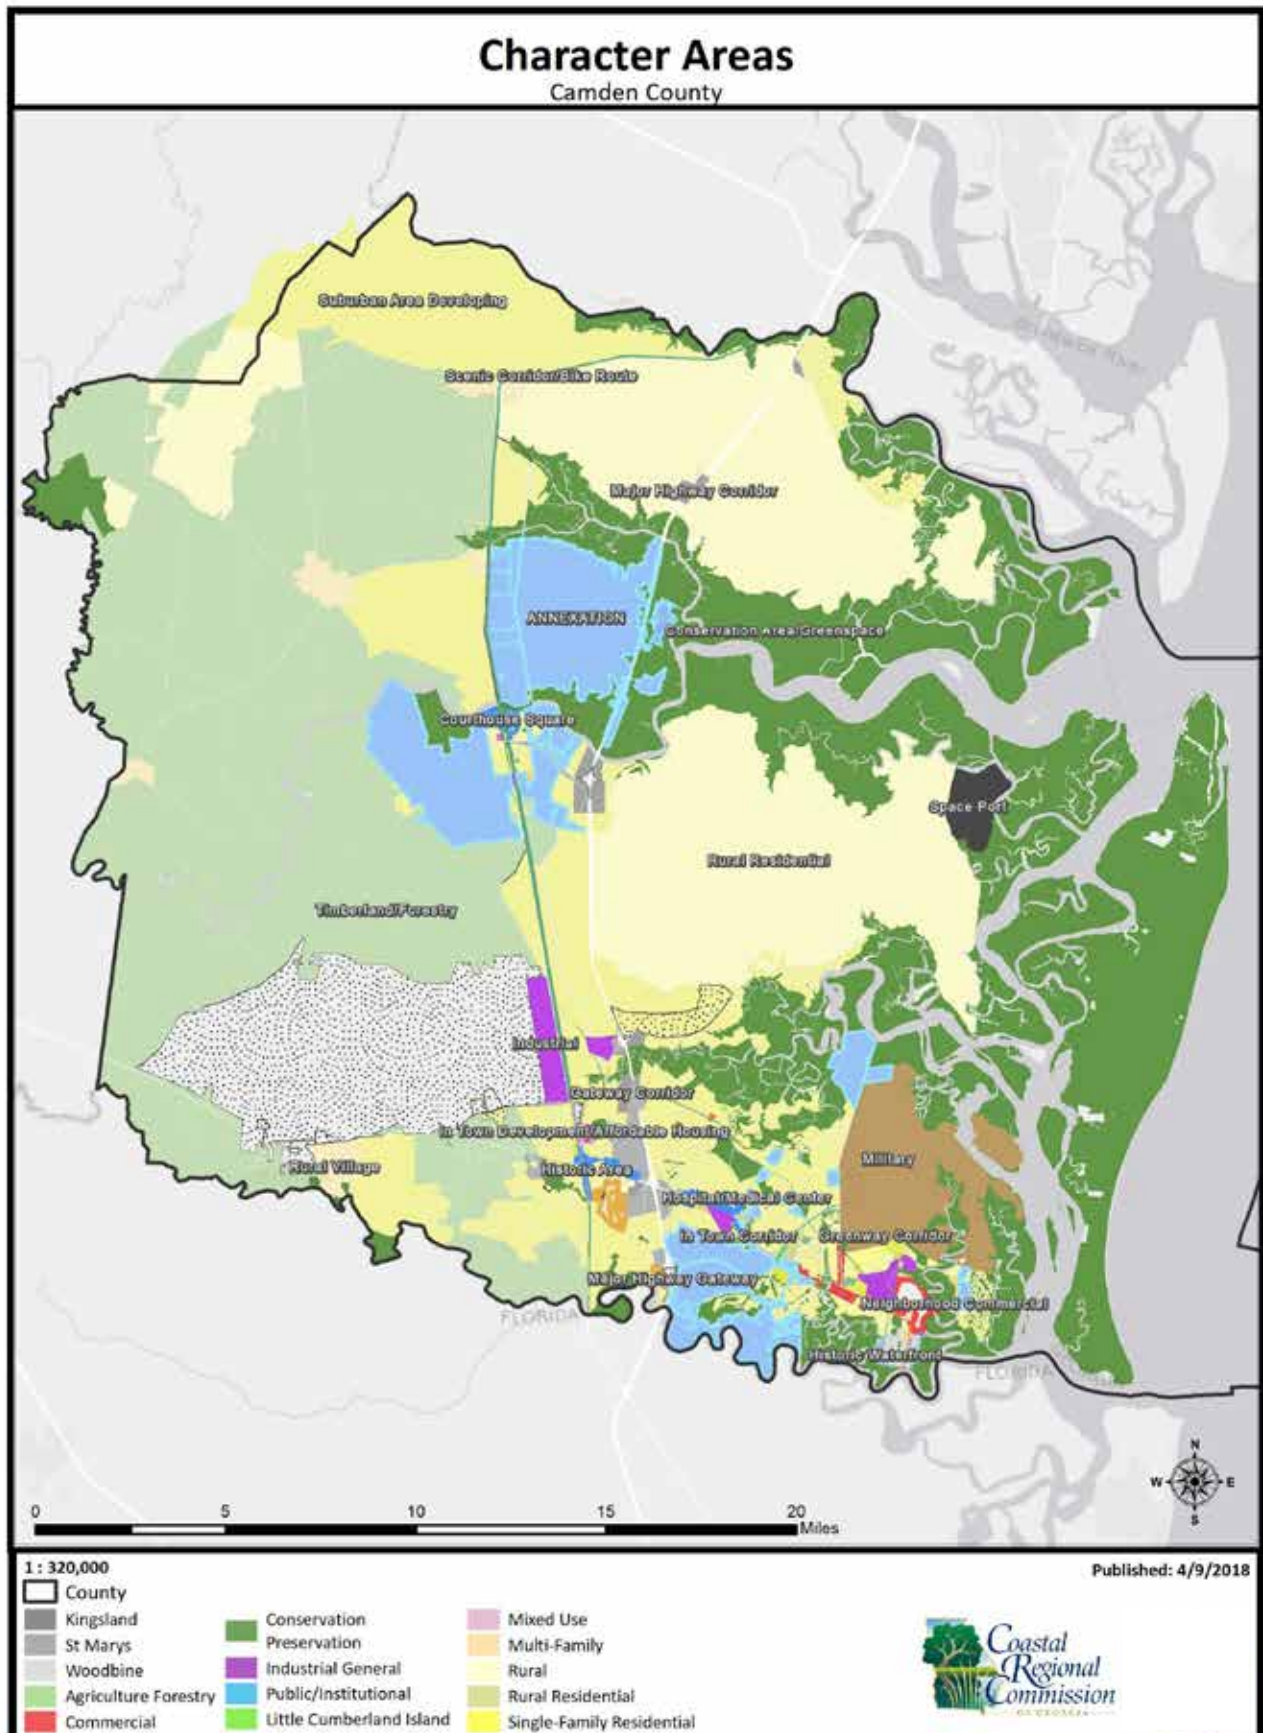 Character Areas
Camden County
Suburban Area Developing
Scenic Corridor/Bike Route
Major Highway Corridor
ANNEXATION
Conservation Area/Greenspace
Courthouse Square
Space Port
Rural Residential
Timberland/Forestry
Industrial
Gateway Corridor
In Town Development/Affordable Housing
Military
Rural Village
Historic Area
Hospital/Medical Center
In Town Corridor
Greenway Corridor
Major Highway Gateway
Neighborhood Commercial
FLORIDA
Historic Waterfront
FLORIDA
N
W
E
S
0
5
10
15
20
Miles
1 : 320,000
Published: 4/9/2018
County
Kingsland
St Marys
Woodbine
Agriculture Forestry
Commercial
Conservation
Preservation
Industrial General
Public/Institutional
Little Cumberland Island
Mixed Use
Multi-Family
Rural
Rural Residential
Single-Family Residential
Coastal
Regional
Commission
OF GEORGIA